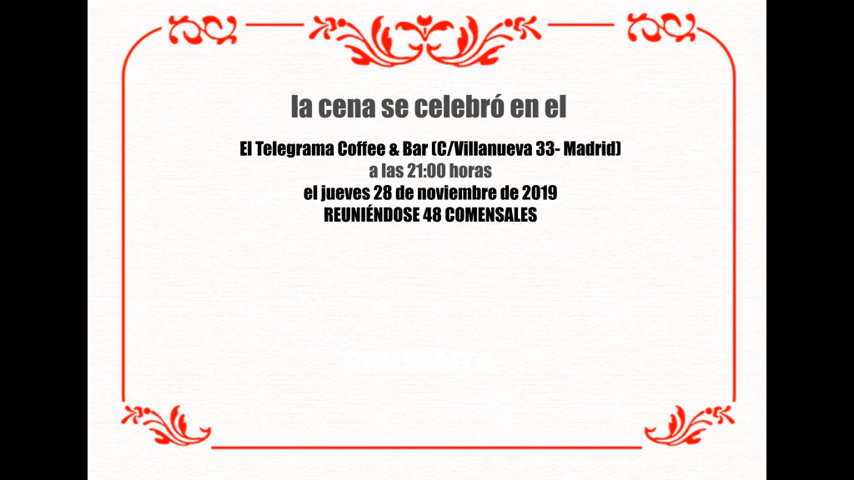 la cena se celebró en el
El Telegrama Coffee & Bar (C/Villanueva 33- Madrid)
a las 21:00 horas
el jueves 28 de noviembre de 2019
REUNIÉNDOSE 48 COMENSALES